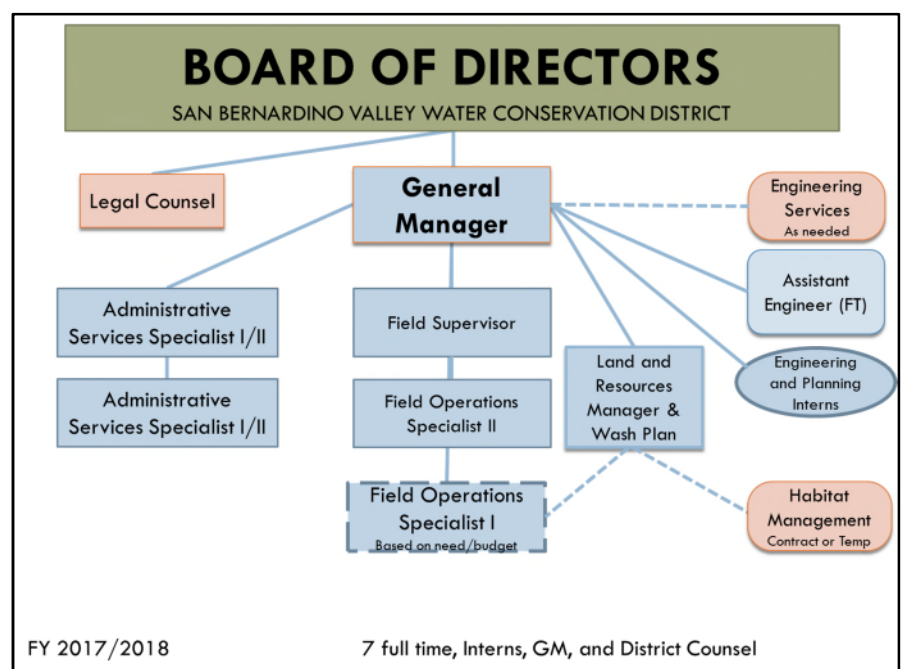 BOARD OF DIRECTORS
SAN BERNARDINO VALLEY WATER CONSERVATION DISTRICT
Legal Counsel
General
Manager
Engineering
Services
As needed
Administrative
Services Specialist I/II
Field Supervisor
Assistant
Engineer (FT)
Land and
Resources
Manager &
Wash Plan
Engineering
and Planning
Interns
Administrative
Services Specialist I/II
Field Operations
Specialist II
Field Operations
Specialist I
Based on need/budget
Habitat
Management
Contract or Temp
FY 2017/2018
7 full time, Interns, GM, and District Counsel